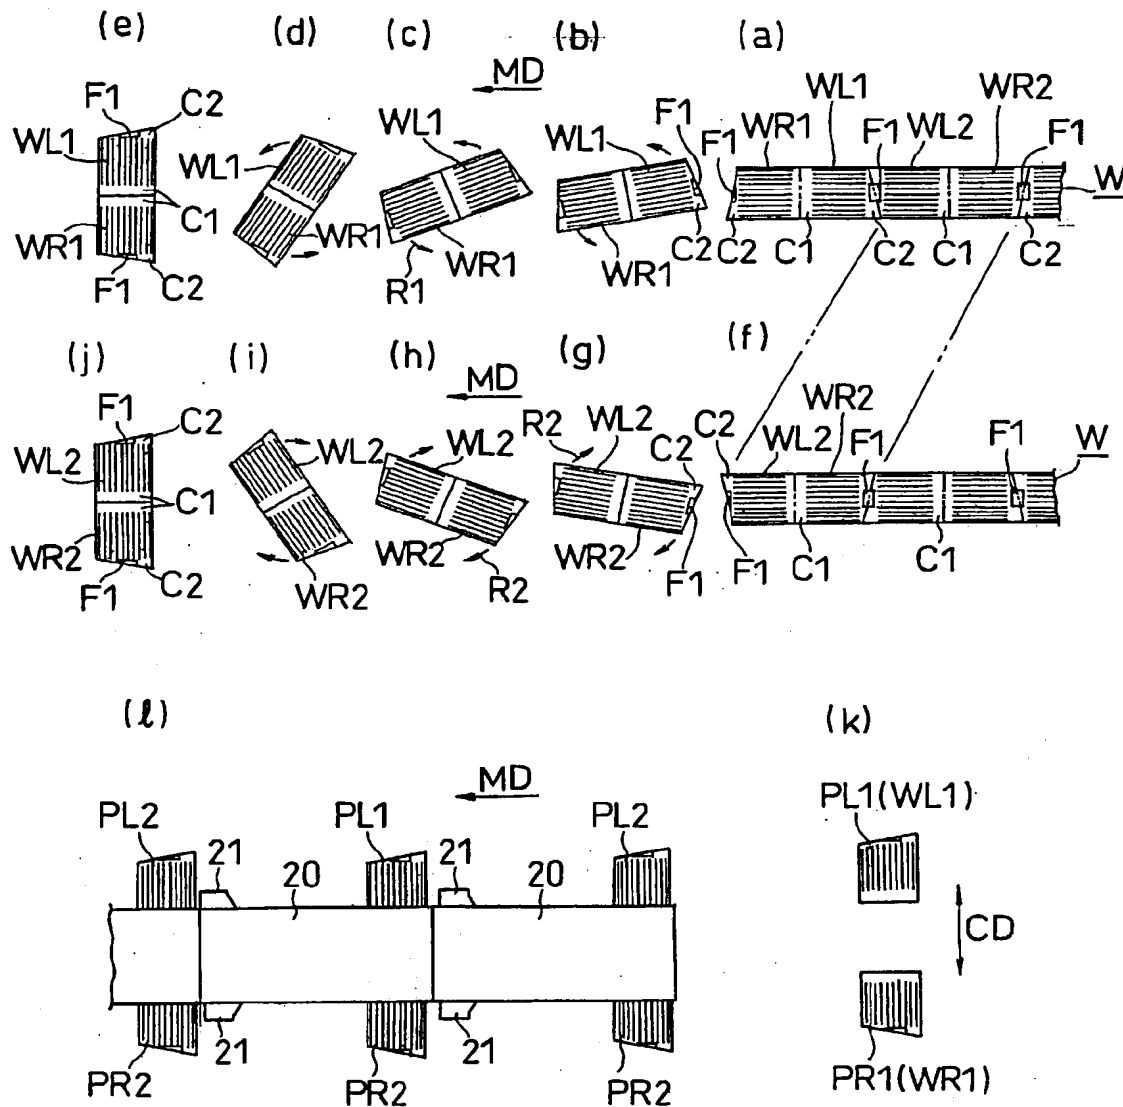 (e) (d) (c) (b) (a)
MD
F1 C2 WL1 WL1 WL1 WL1 F1 F1 WR1 WL1 F1 WL2 WR2 F1
W
C1 WR1 WR1 R1 WR1 WR1 C2 C2 C1 C2 C1 C2
F1 C2
(j) (i) (h) (g) (f)
MD
F1 C2 WL2 WL2 WL2 R2 WL2 C2 C2 WL2 WR2 F1 F1 W
C1 WR2 WR2 WR2 R2 WR2 F1 F1 C1 C1
F1 C2
(ℓ) (k)
MD
PL2 21 20 PL1 21 20 PL2
PL1(WL1)
CD
PR2 21 PR2 21 PR2
PR1(WR1)